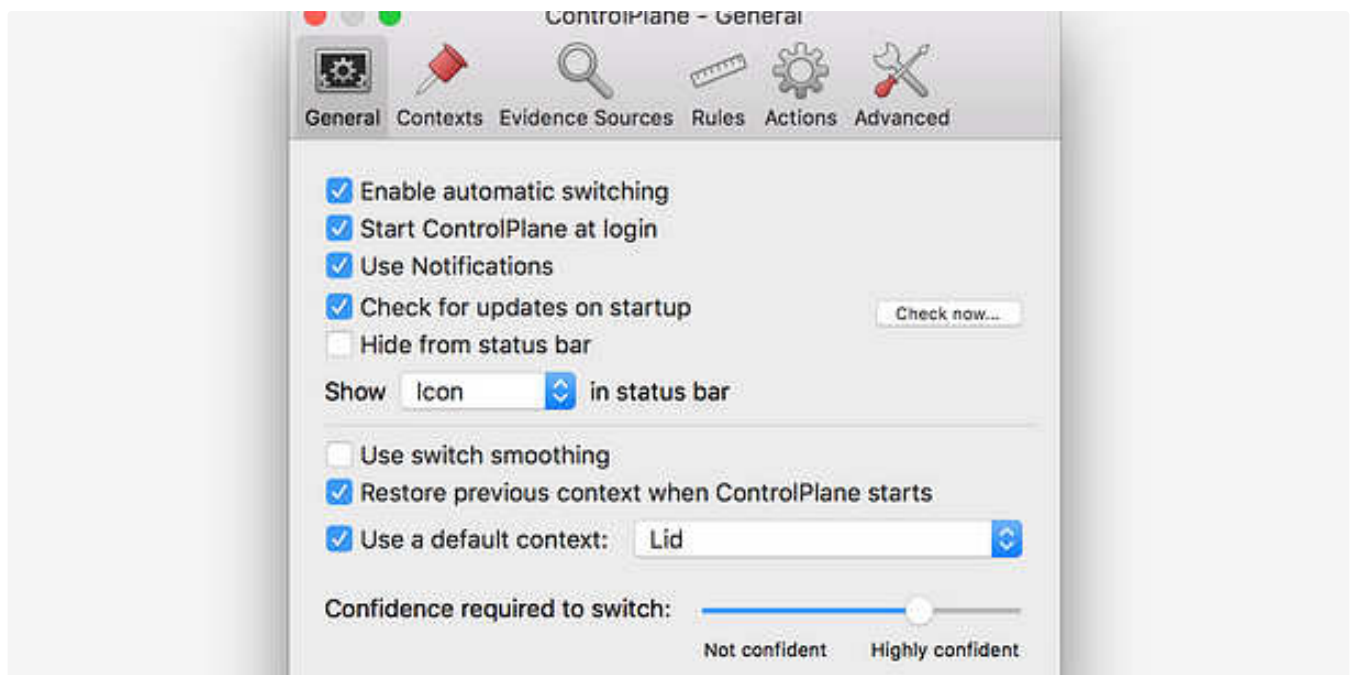 ControlPlane - General
General Contexts Evidence Sources Rules Actions Advanced
Enable automatic switching
Start ControlPlane at login
Use Notifications
Check for updates on startup Check now...
Hide from status bar
Show Icon in status bar
Use switch smoothing
Restore previous context when ControlPlane starts
Use a default context: Lid
Confidence required to switch:
Not confident Highly confident